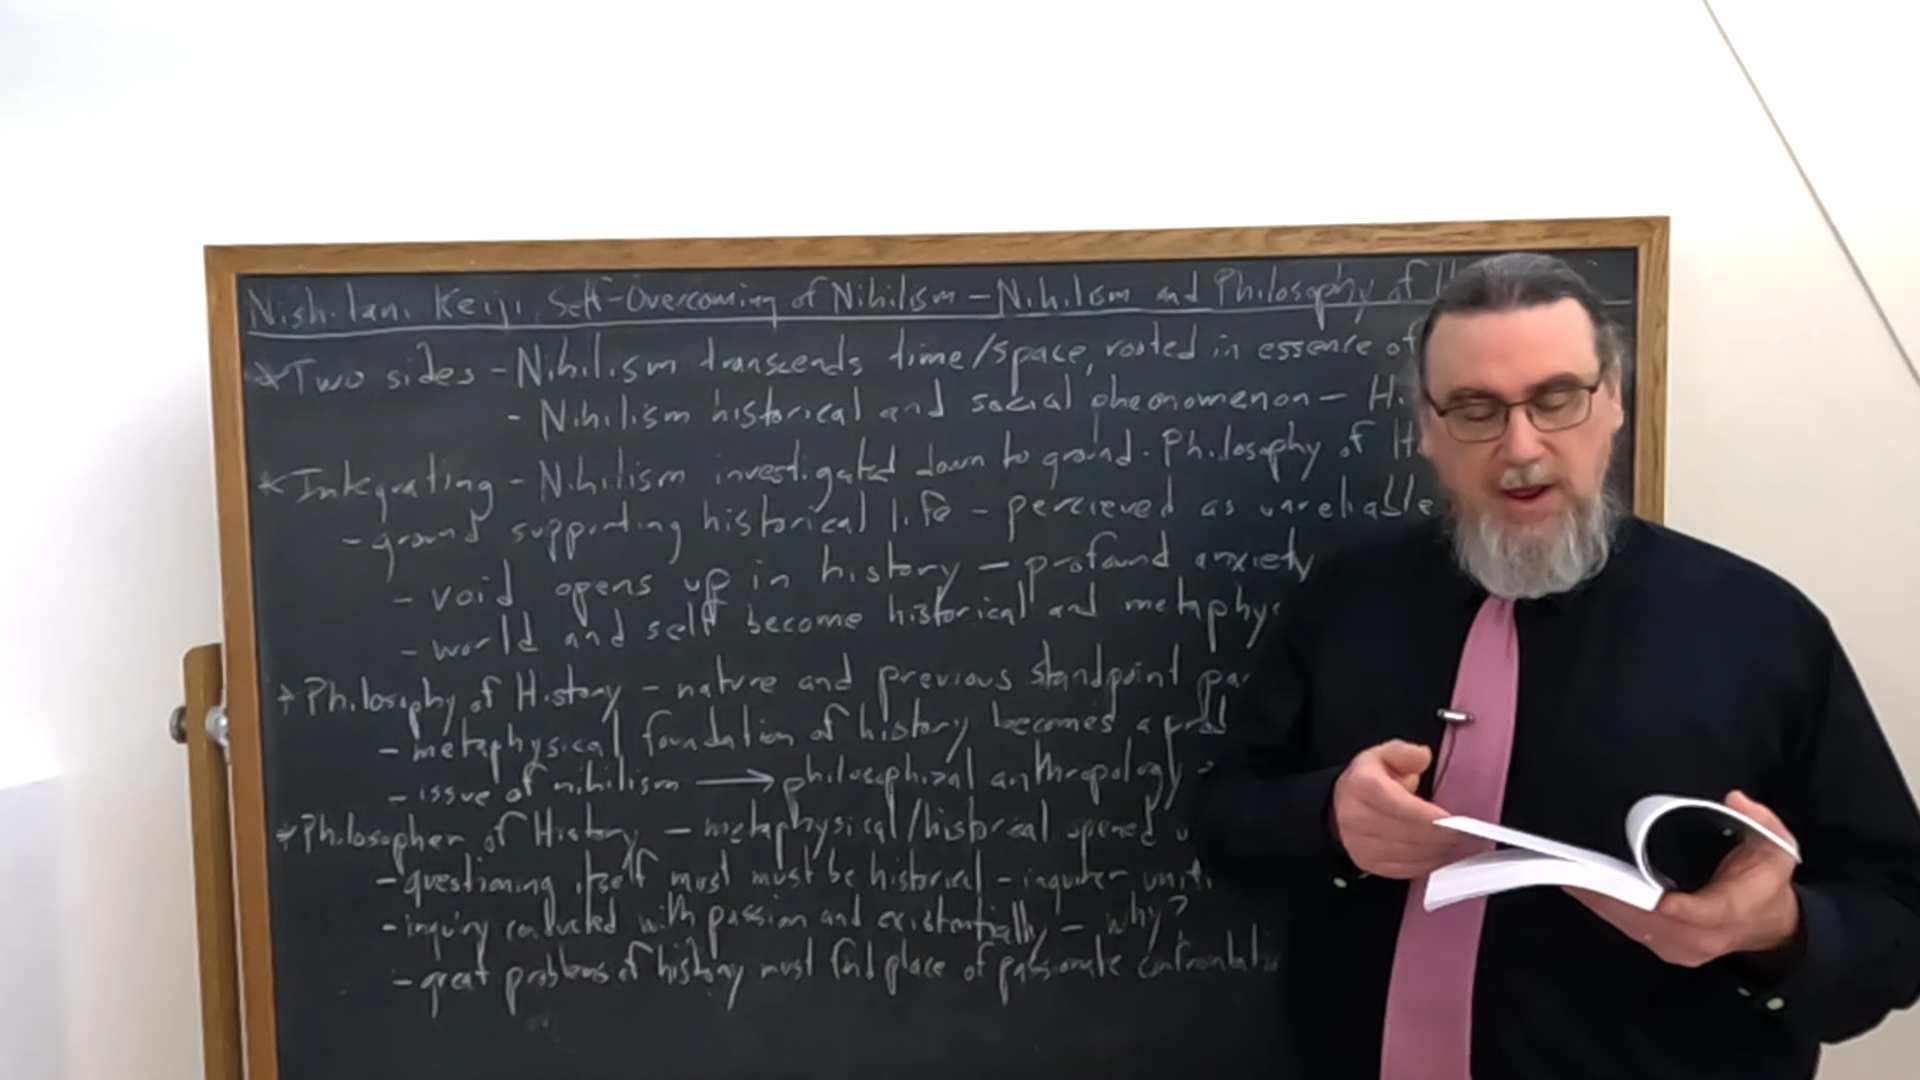 Nishitani Keiji, Self-Overcoming of Nihilism - Nihilism and Philosophy of
* Two sides - Nihilism transcends time/space, rooted in essence of
- Nihilism historical and social pheonomenon -
* Integrating - Nihilism investigated down to ground. Philosophy of
- ground supporting historical life - percieved as unreliable
- void opens up in history - profound anxiety
- world and self become historical and metaphys
* Philosophy of History - nature and previous standpoint
- metaphysical foundation of history becomes a prob
- issue of nihilism → philosophical anthropology
* Philosopher of History - metaphysical/historical opened
- questioning itself must must be historical - inquirer
- inquiry conducted with passion and existentially - why?
- great problems of history must find place of passionate confrontati